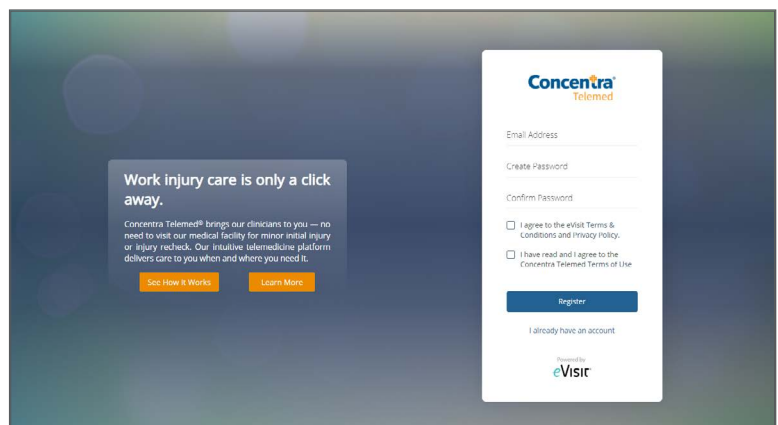 Work injury care is only a click
away.
Concentra Telemed® brings our clinicians to you — no
need to visit our medical facility for minor initial injury
or injury recheck. Our intuitive telemedicine platform
delivers care to you when and where you need it.
See How it Works
Learn More
Concentra®
Telemed
Email Address
Create Password
Confirm Password
I agree to the eVisit Terms &
Conditions and Privacy Policy.
I have read and I agree to the
Concentra Telemed Terms of Use
Register
I already have an account
Powered by
eVisit